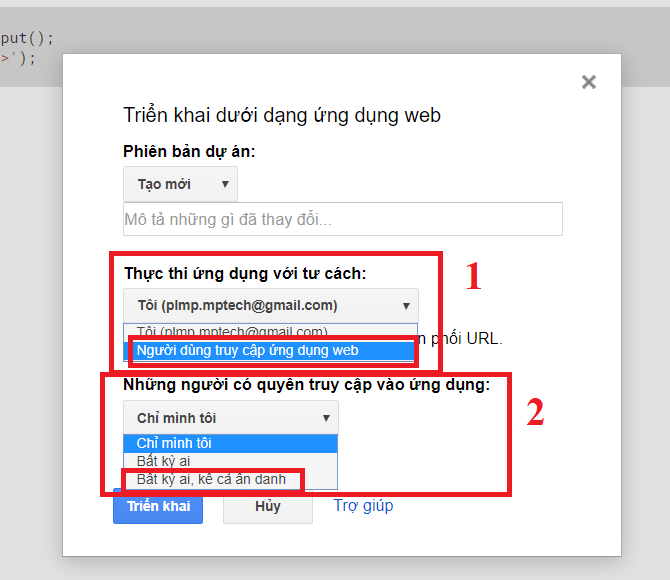 put();
>');
Triển khai dưới dạng ứng dụng web
Phiên bản dự án:
Tạo mới
Mô tả những gì đã thay đổi...
Thực thi ứng dụng với tư cách:
1
Tôi (plmp.mptech@gmail.com)
Tôi (plmp.mptech@gmail.com)
phối URL.
Người dùng truy cập ứng dụng web
Những người có quyền truy cập vào ứng dụng:
2
Chỉ mình tôi
Chỉ mình tôi
Bất kỳ ai
Bất kỳ ai, kể cả ẩn danh
Triển khai
Hủy
Trợ giúp